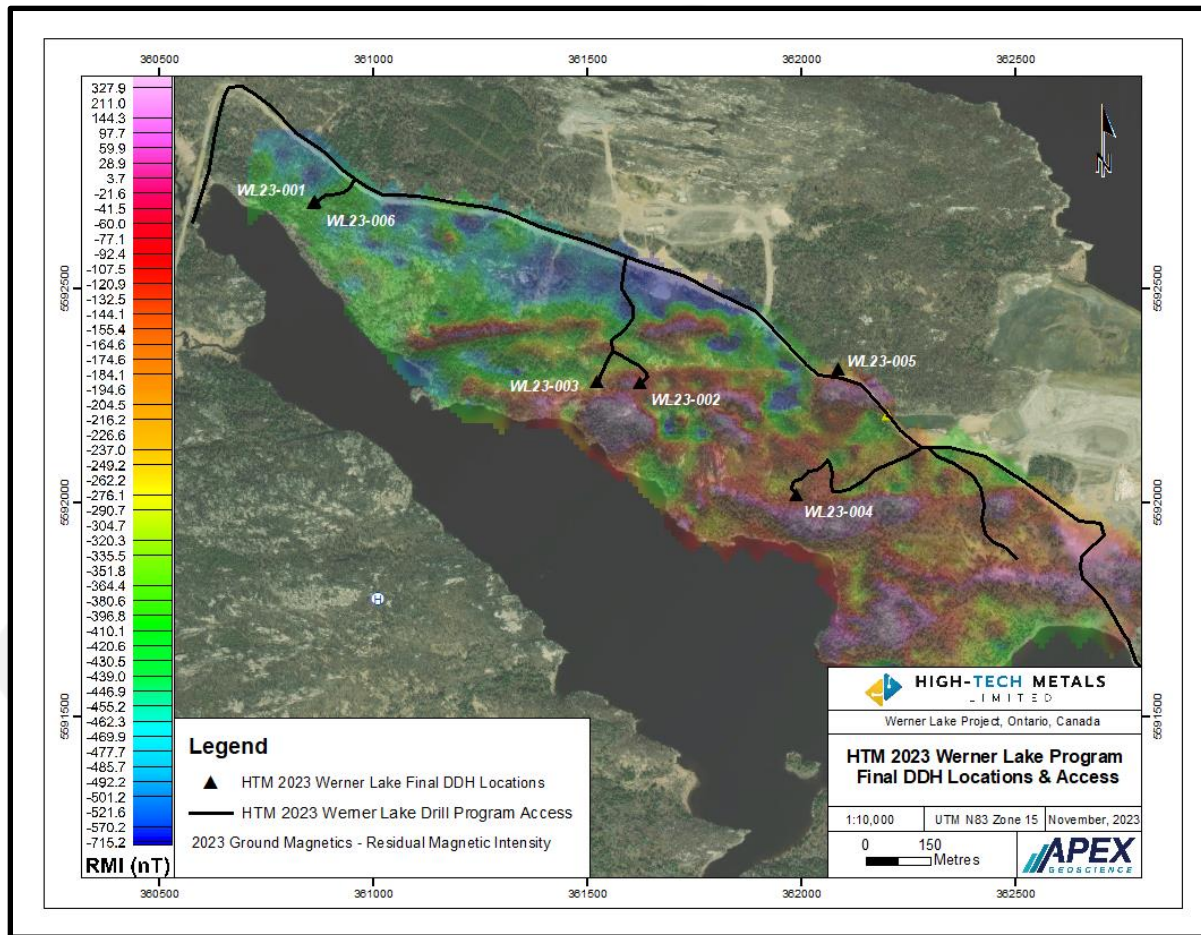 360500 361000 361500 362000 362500
327.9
211.0
144.3
97.7
59.9
28.9
3.7
-21.6
-41.5
-60.0
-77.1
-92.4
-107.5
-120.9
-132.5
-144.1
-155.4
-164.6
-174.6
-184.1
-194.6
-204.5
-216.2
-226.6
-237.0
-249.2
-262.2
-276.1
-290.7
-304.7
-320.3
-335.5
-351.8
-364.4
-380.6
-396.8
-410.1
-420.6
-430.5
-439.0
-446.9
-455.2
-462.3
-469.9
-477.7
-485.7
-492.2
-501.2
-521.6
-570.2
-715.2
RMI (nT)
5592500
5592000
5591500
N
WL23-001
WL23-006
WL23-005
WL23-003
WL23-002
WL23-004
H
5592500
5592000
5591500
Legend
HTM 2023 Werner Lake Final DDH Locations
HTM 2023 Werner Lake Drill Program Access
2023 Ground Magnetics - Residual Magnetic Intensity
HIGH-TECH METALS
LIMITED
Werner Lake Project, Ontario, Canada
HTM 2023 Werner Lake Program
Final DDH Locations & Access
1:10,000 UTM N83 Zone 15 November, 2023
0 150
Metres
APEX
GEOSCIENCE
360500 361000 361500 362000 362500